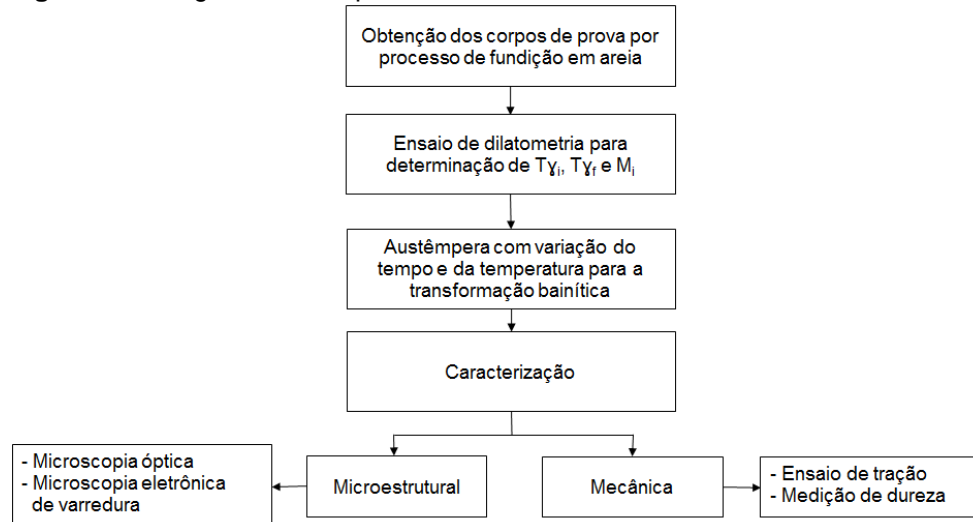 Obtenção dos corpos de prova por
processo de fundição em areia
Ensaio de dilatometria para
determinação de Tɣi, Tɣf e Mi
Austêmpera com variação do
tempo e da temperatura para a
transformação bainítica
Caracterização
- Microscopia óptica
- Microscopia eletrônica
de varredura
Microestrutural
Mecânica
- Ensaio de tração
- Medição de dureza